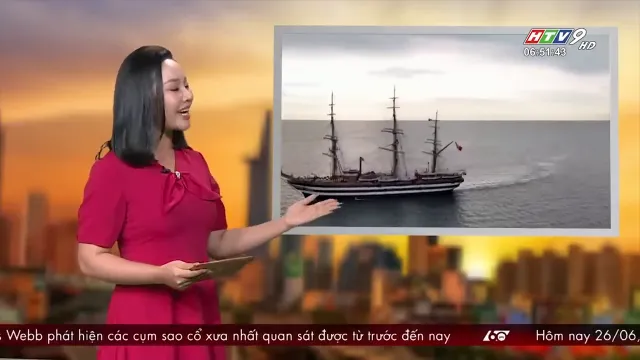 HTV9 HD
06:51:43
s Webb phát hiện các cụm sao cổ xưa nhất quan sát được từ trước đến nay
60 Hôm nay 26/06